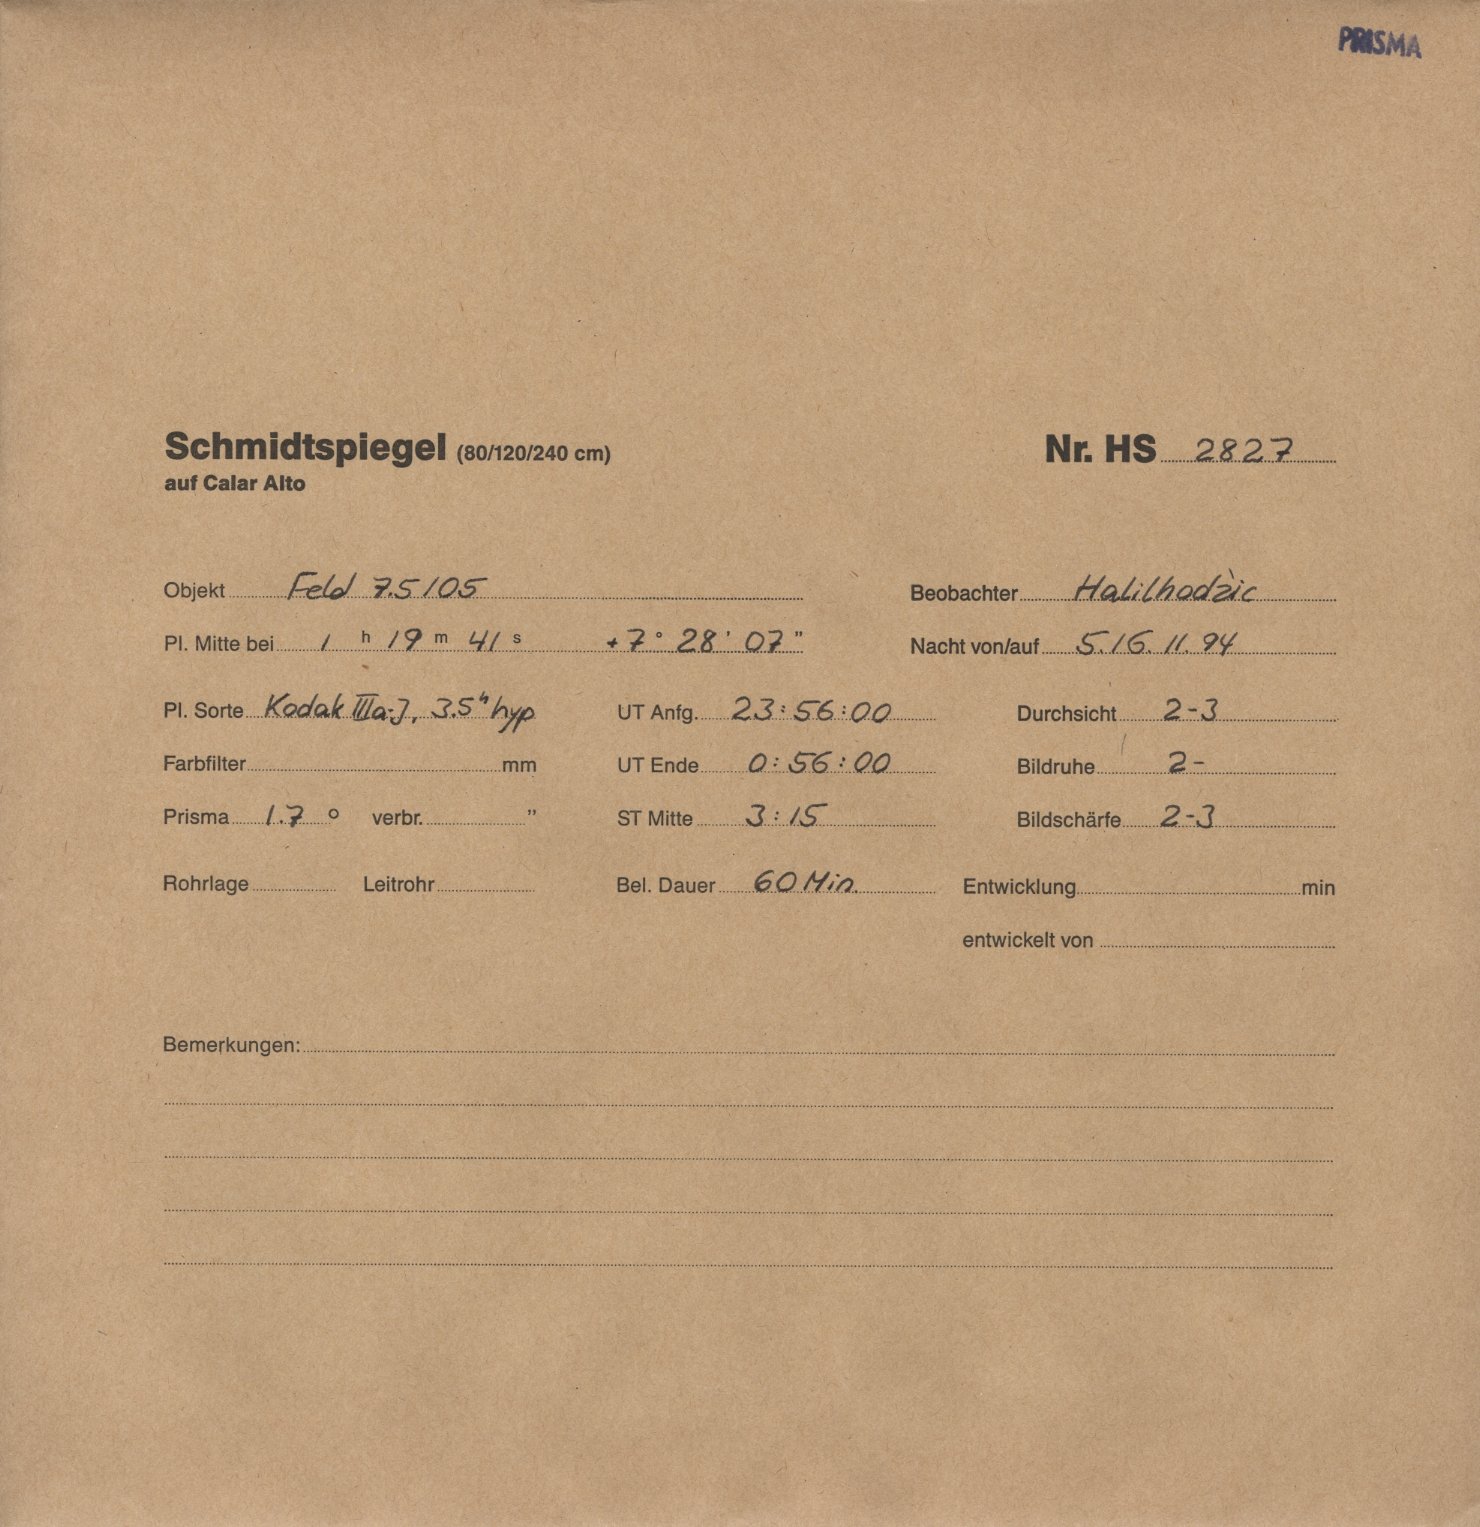 PRISMA
Schmidtspiegel (80/120/240 cm) Nr. HS 2827
auf Calar Alto
Objekt Feld 7.5/05 Beobachter Halilhodžic
Pl. Mitte bei 1 h 19 m 41 s +7° 28' 07" Nacht von/auf 5./6. 11. 94
Pl. Sorte Kodak IIIa-J, 3.5h hyp UT Anfg. 23:56:00 Durchsicht 2-3
Farbfilter mm UT Ende 0:56:00 Bildruhe 2-
Prisma 1.7 ° verbr. " ST Mitte 3:15 Bildschärfe 2-3
Rohrlage Leitrohr Bel. Dauer 60 Min. Entwicklung min
entwickelt von
Bemerkungen: